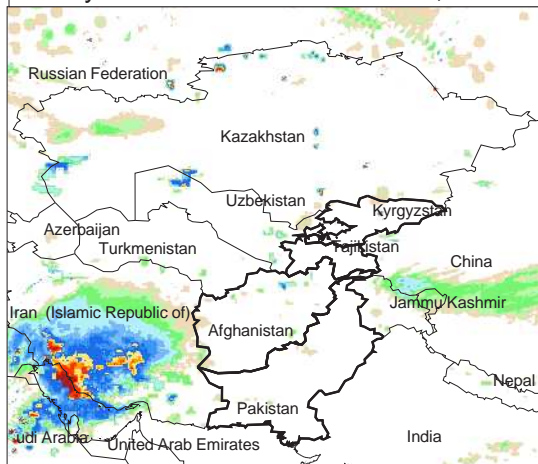 Russian Federation
Kazakhstan
Uzbekistan
Kyrgyzstan
Azerbaijan
Turkmenistan
Tajikistan
China
Iran (Islamic Republic of)
Jammu Kashmir
Afghanistan
Nepal
Pakistan
udi Arabia
United Arab Emirates
India